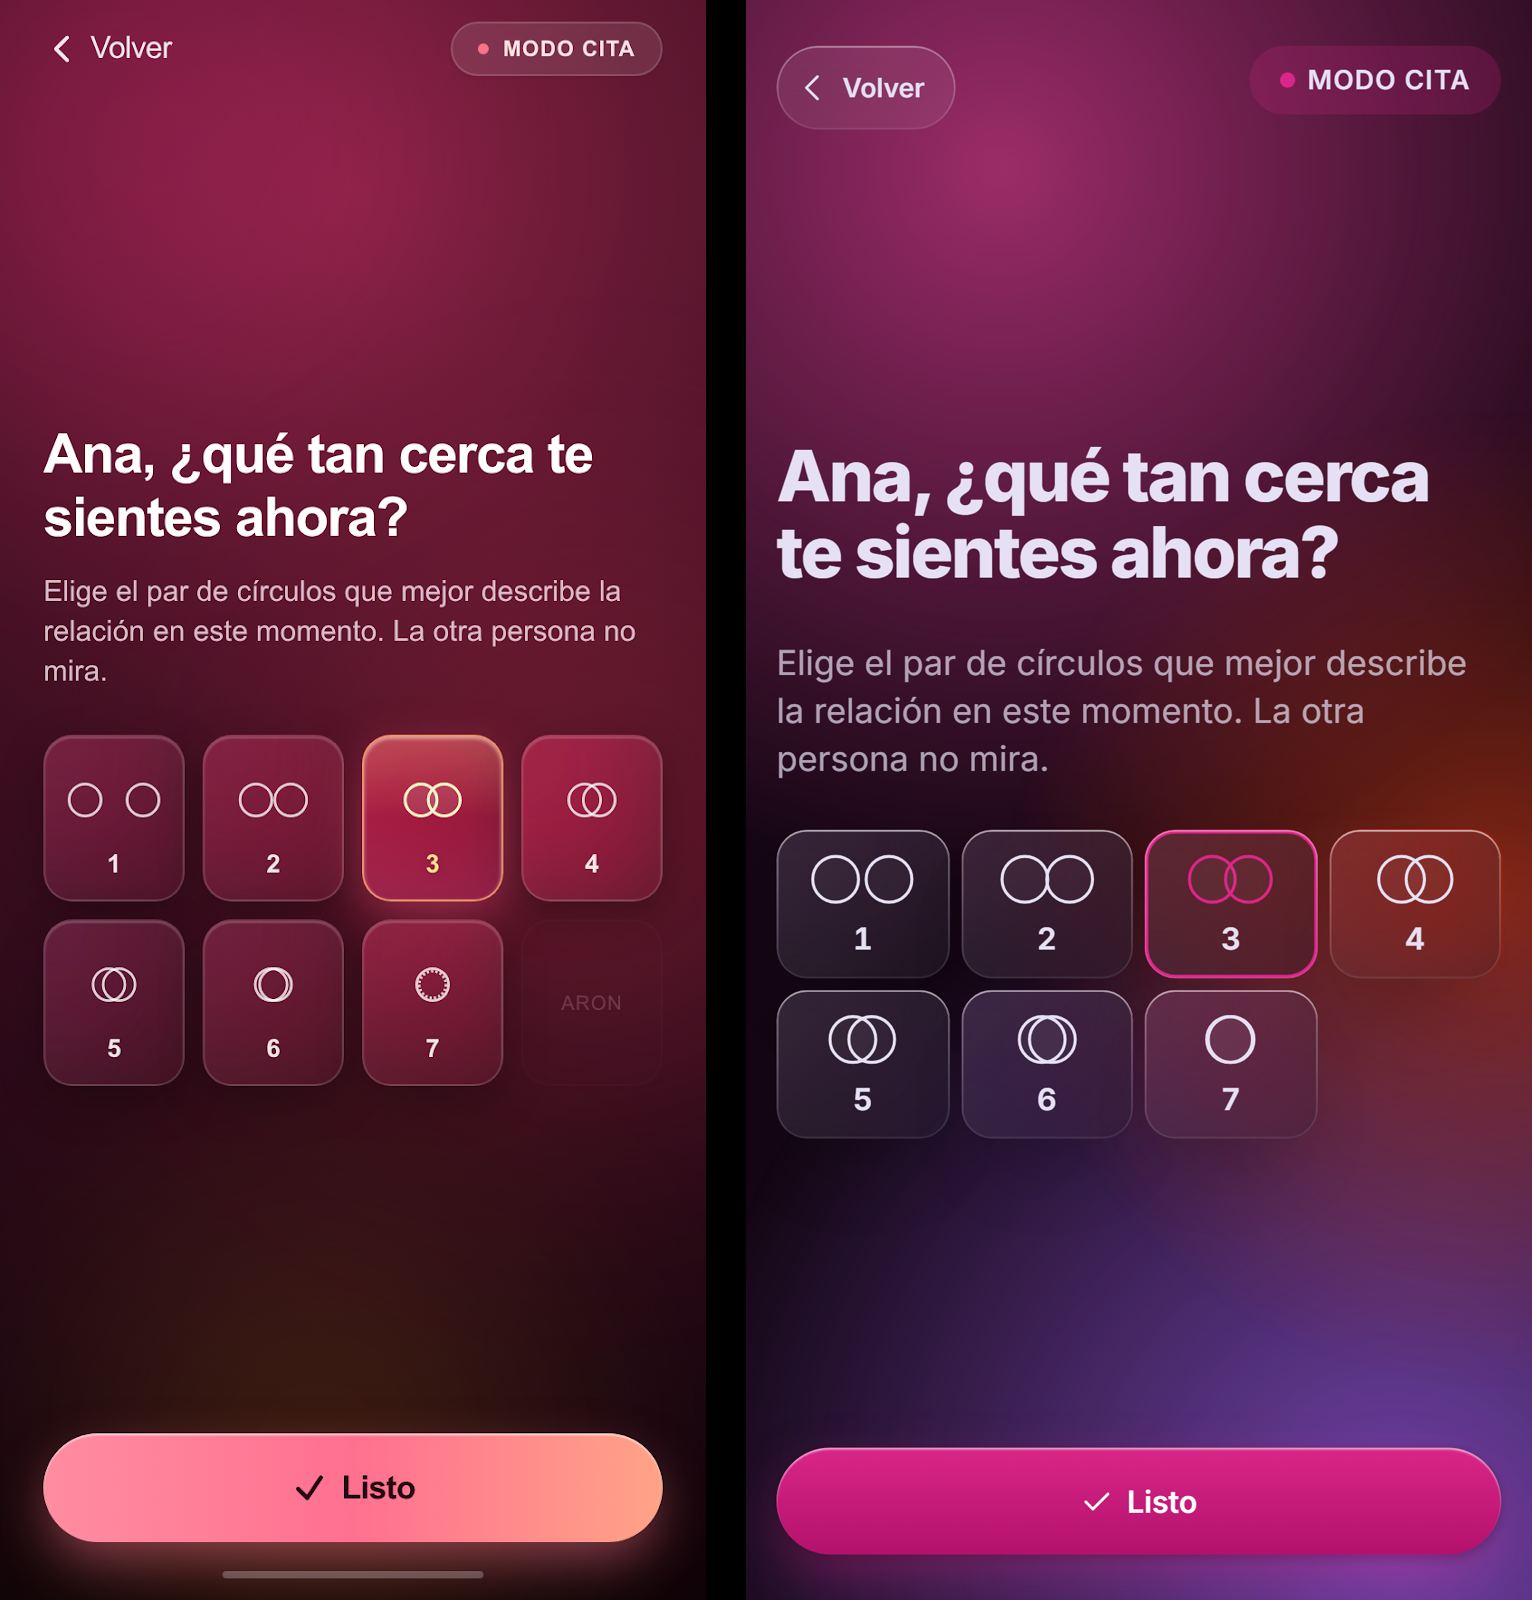 Volver
MODO CITA
Ana, ¿qué tan cerca te
sientes ahora?
Elige el par de círculos que mejor describe la
relación en este momento. La otra persona no
mira.
1
2
3
4
5
6
7
ARON
Listo
Volver
MODO CITA
Ana, ¿qué tan cerca
te sientes ahora?
Elige el par de círculos que mejor describe
la relación en este momento. La otra
persona no mira.
1
2
3
4
5
6
7
Listo